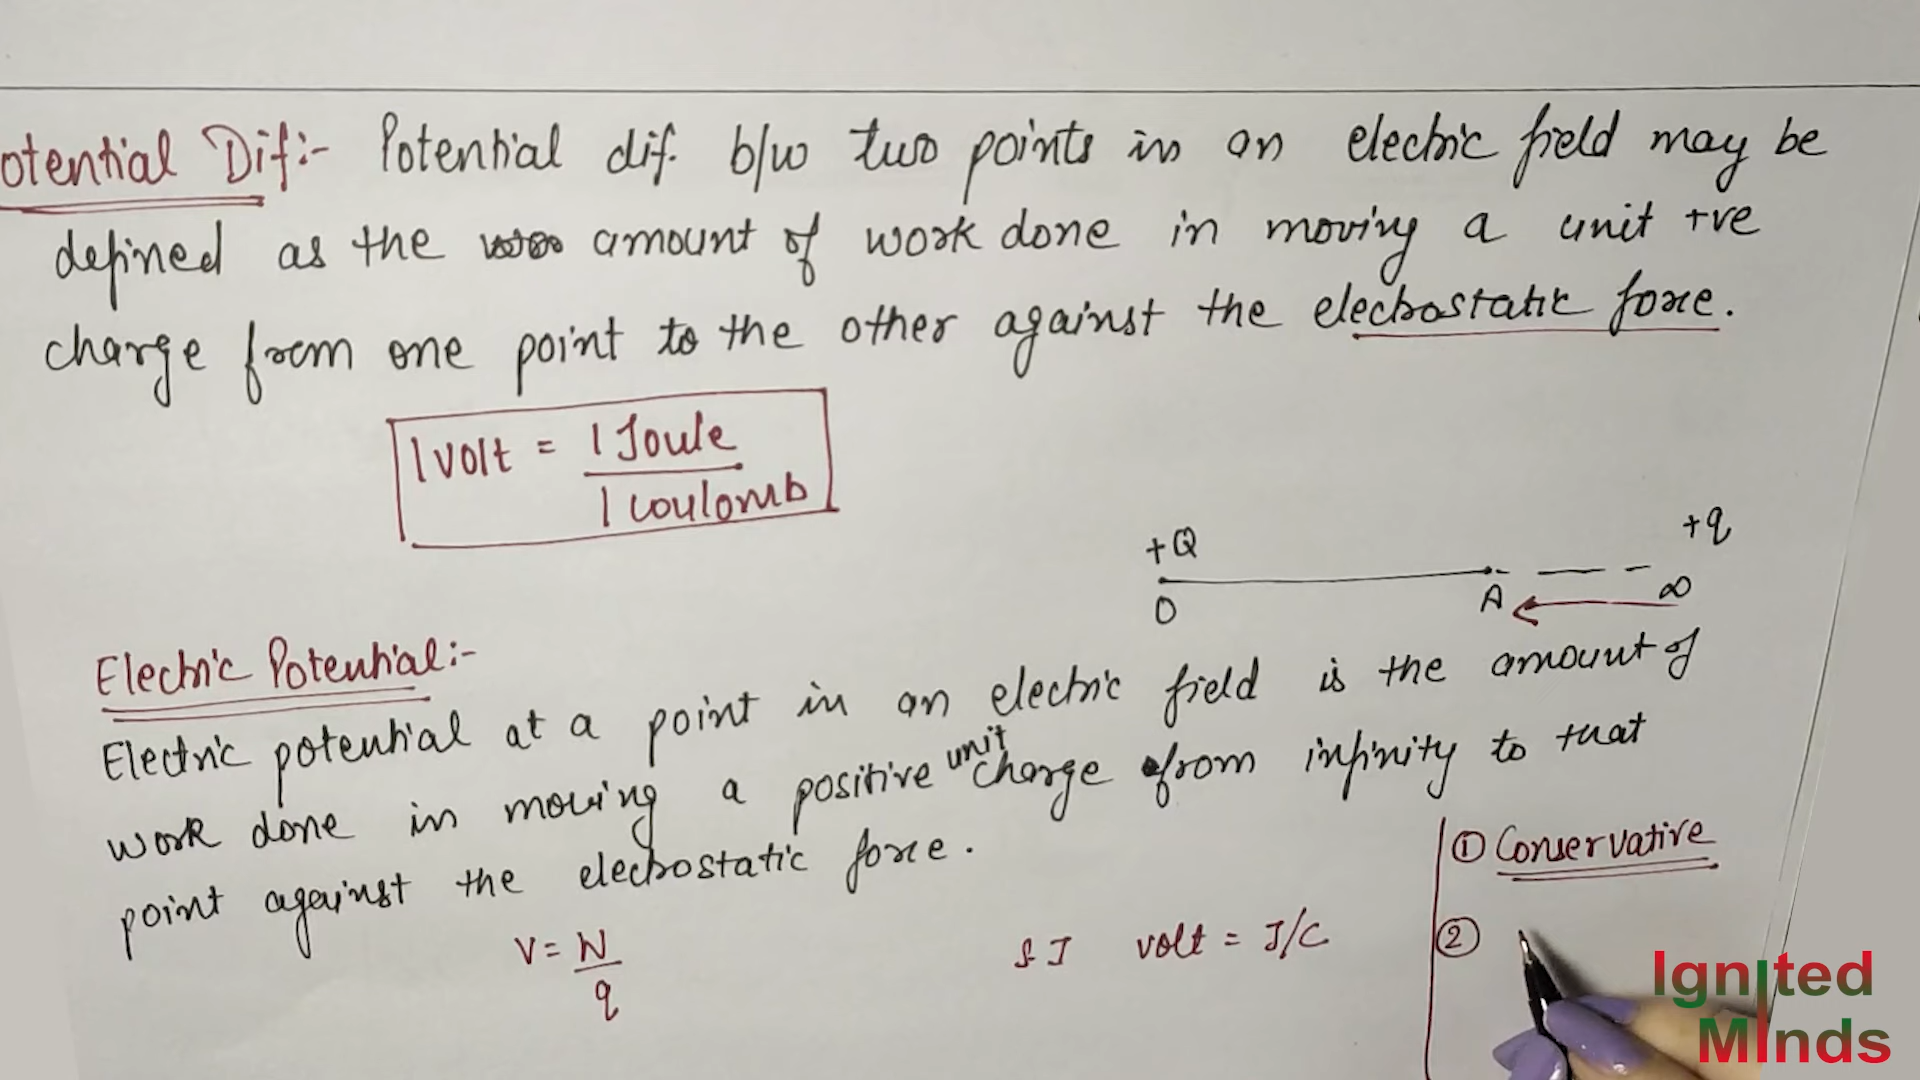 otential Dif:- Potential dif. b/w two points in an electric field may be
defined as the amount of work done in moving a unit +ve
charge from one point to the other against the electrostatic force.
1 volt = 1 Joule
1 coulomb
+Q
+q
O
A
∞
Electric Potential:-
Electric potential at a point in an electric field is the amount of
work done in moving a positive unit charge from infinity to that
point against the electrostatic force.
V = W
q
SI volt = J/C
① Conservative
②
Ignited
Minds